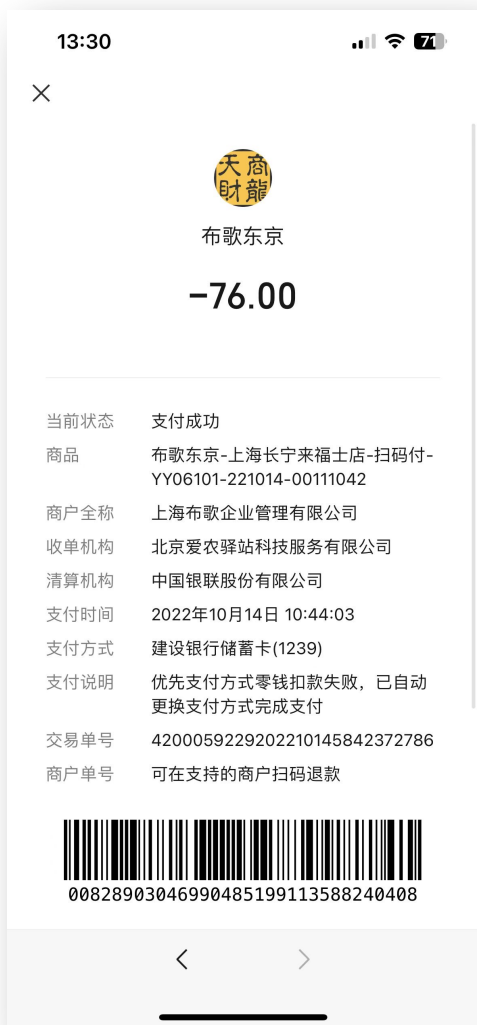 13:30
71
天商
财龍
布歌东京
-76.00
当前状态 支付成功
商品 布歌东京-上海长宁来福士店-扫码付-
YY06101-221014-00111042
商户全称 上海布歌企业管理有限公司
收单机构 北京爱农驿站科技服务有限公司
清算机构 中国银联股份有限公司
支付时间 2022年10月14日 10:44:03
支付方式 建设银行储蓄卡(1239)
支付说明 优先支付方式零钱扣款失败，已自动
更换支付方式完成支付
交易单号 4200059229202210145842372786
商户单号 可在支持的商户扫码退款
0082890304699048519911358824­0408